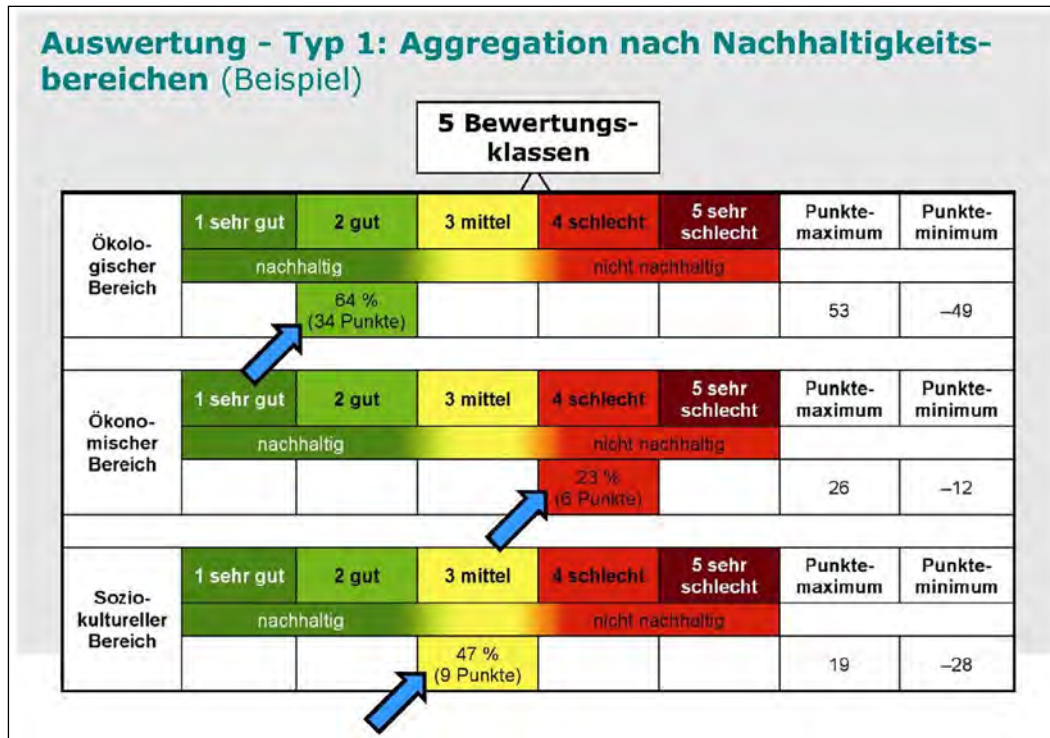 Auswertung - Typ 1: Aggregation nach Nachhaltigkeits-
bereichen (Beispiel)
5 Bewertungs-
klassen
Ökolo-
gischer
Bereich
1 sehr gut
2 gut
3 mittel
4 schlecht
5 sehr
schlecht
Punkte-
maximum
Punkte-
minimum
nachhaltig
nicht nachhaltig
64 %
(34 Punkte)
53
–49
Ökono-
mischer
Bereich
1 sehr gut
2 gut
3 mittel
4 schlecht
5 sehr
schlecht
Punkte-
maximum
Punkte-
minimum
nachhaltig
nicht nachhaltig
23 %
(6 Punkte)
26
–12
Sozio-
kultureller
Bereich
1 sehr gut
2 gut
3 mittel
4 schlecht
5 sehr
schlecht
Punkte-
maximum
Punkte-
minimum
nachhaltig
nicht nachhaltig
47 %
(9 Punkte)
19
–28